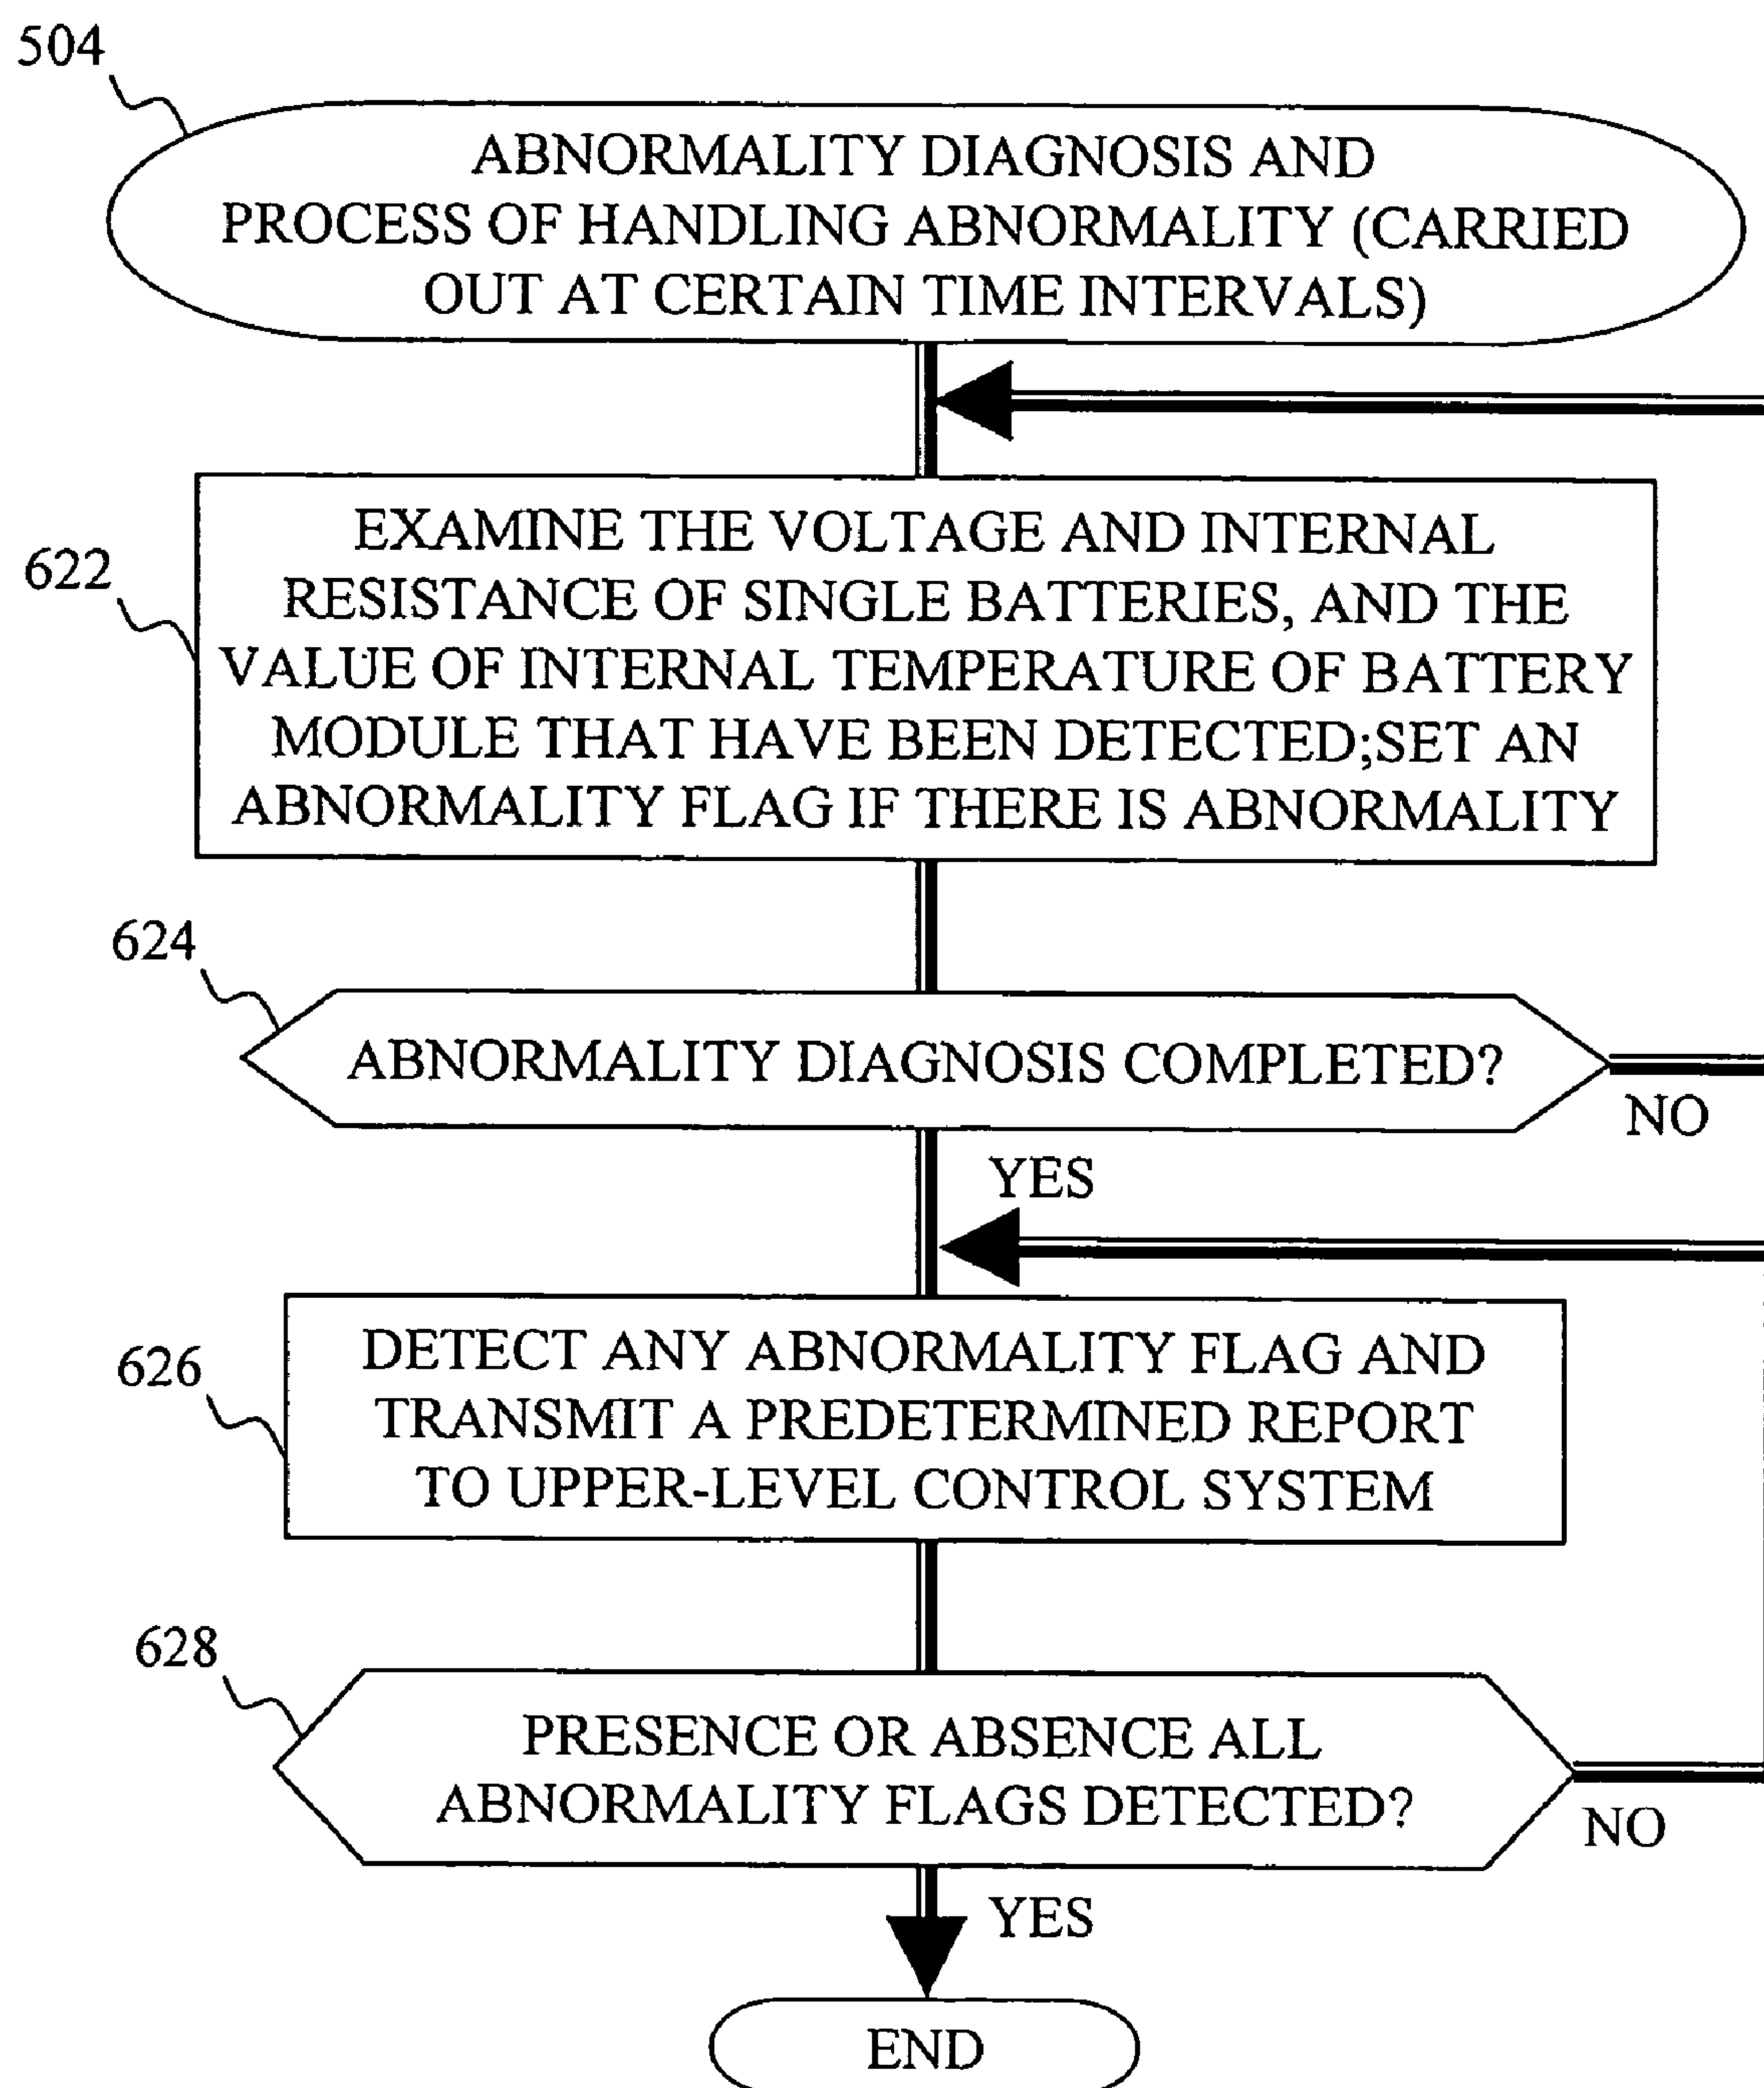 504
ABNORMALITY DIAGNOSIS AND
PROCESS OF HANDLING ABNORMALITY (CARRIED
OUT AT CERTAIN TIME INTERVALS)
622
EXAMINE THE VOLTAGE AND INTERNAL
RESISTANCE OF SINGLE BATTERIES, AND THE
VALUE OF INTERNAL TEMPERATURE OF BATTERY
MODULE THAT HAVE BEEN DETECTED;SET AN
ABNORMALITY FLAG IF THERE IS ABNORMALITY
624
ABNORMALITY DIAGNOSIS COMPLETED?
NO
YES
626
DETECT ANY ABNORMALITY FLAG AND
TRANSMIT A PREDETERMINED REPORT
TO UPPER-LEVEL CONTROL SYSTEM
628
PRESENCE OR ABSENCE ALL
ABNORMALITY FLAGS DETECTED?
NO
YES
END